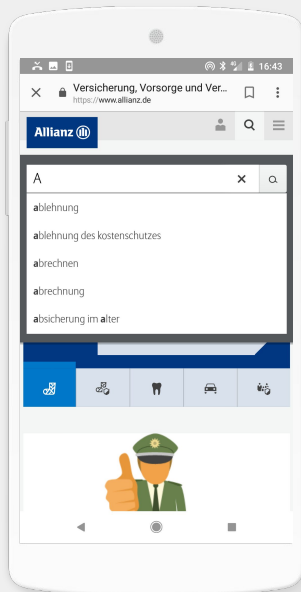 16:43
Versicherung, Vorsorge und Ver...
https://www.allianz.de
Allianz
A
ablehnung
ablehnung des kostenschutzes
abrechnen
abrechnung
absicherung im alter